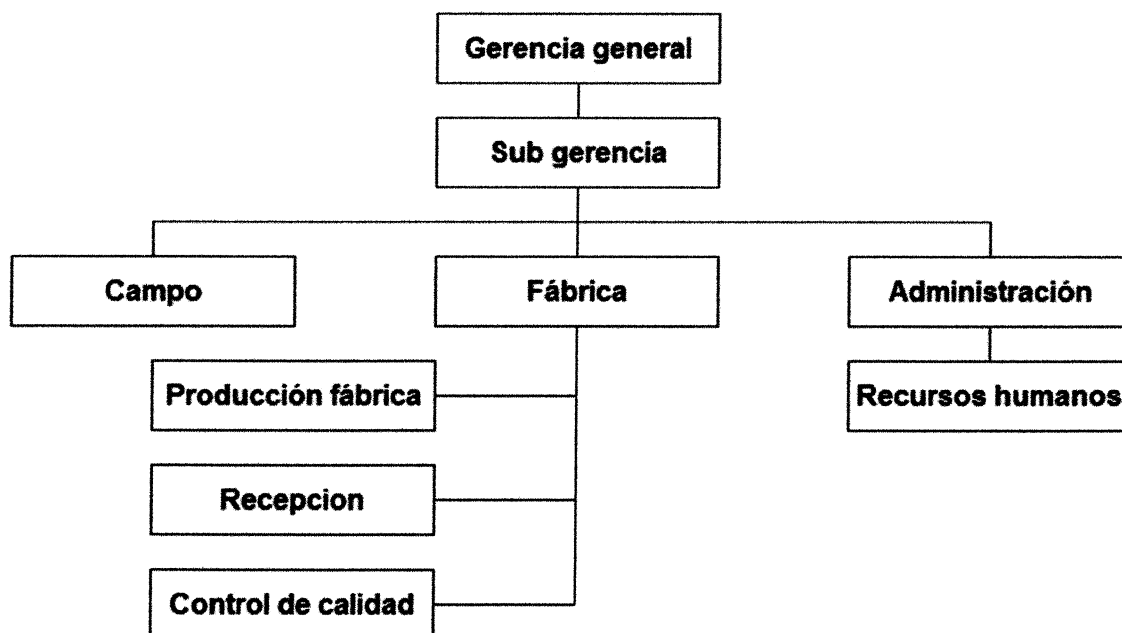 Gerencia general
Sub gerencia
Campo
Fábrica
Administración
Producción fábrica
Recursos humanos
Recepcion
Control de calidad